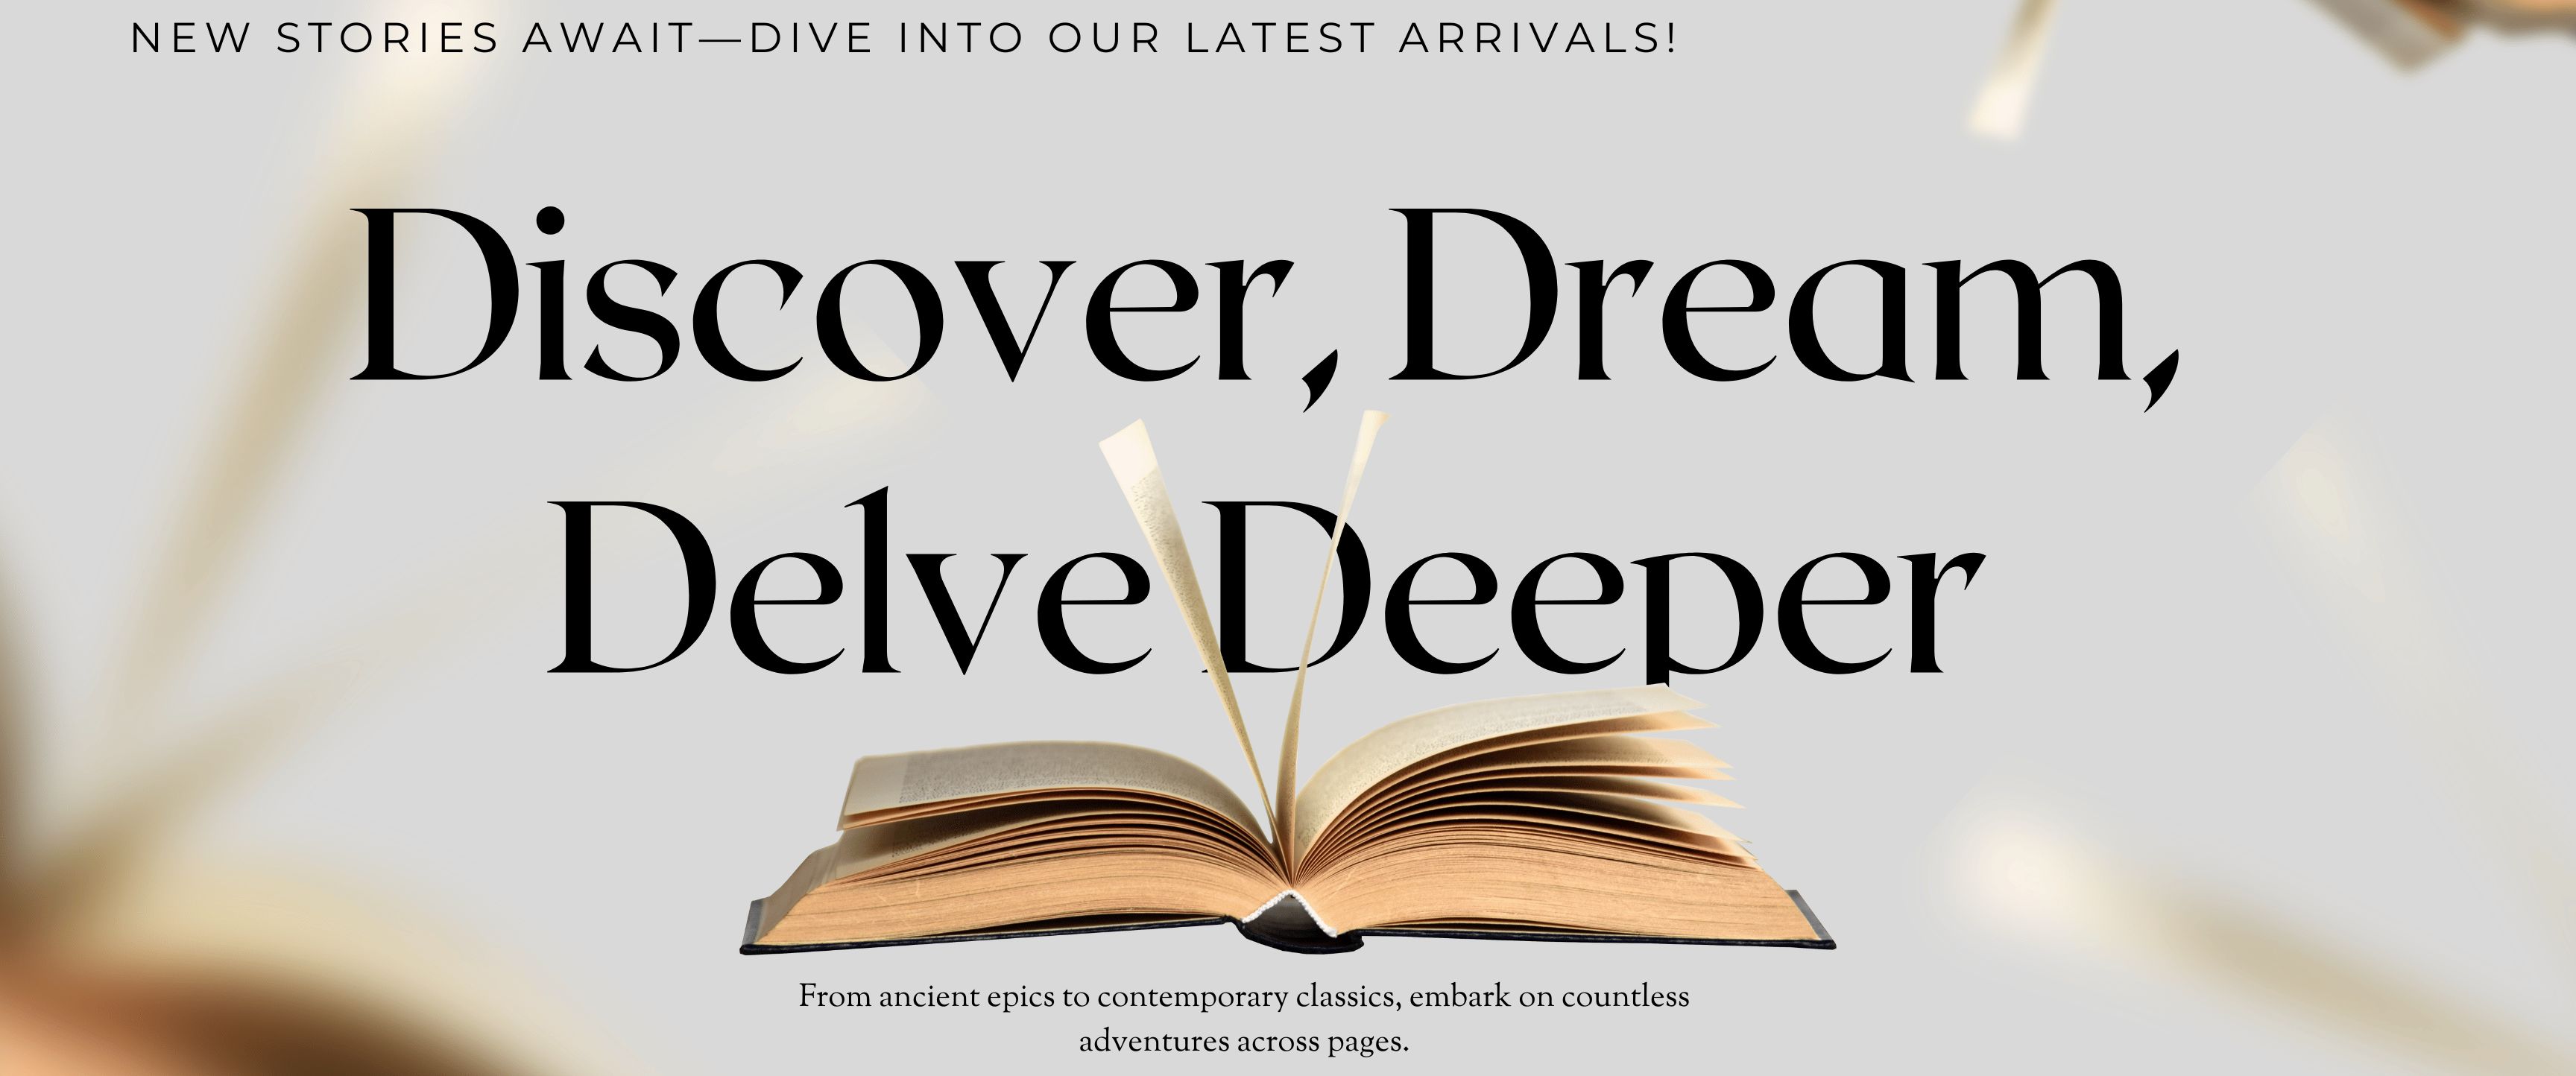 NEW STORIES AWAIT—DIVE INTO OUR LATEST ARRIVALS!
Discover, Dream,
Delve Deeper
From ancient epics to contemporary classics, embark on countless
adventures across pages.